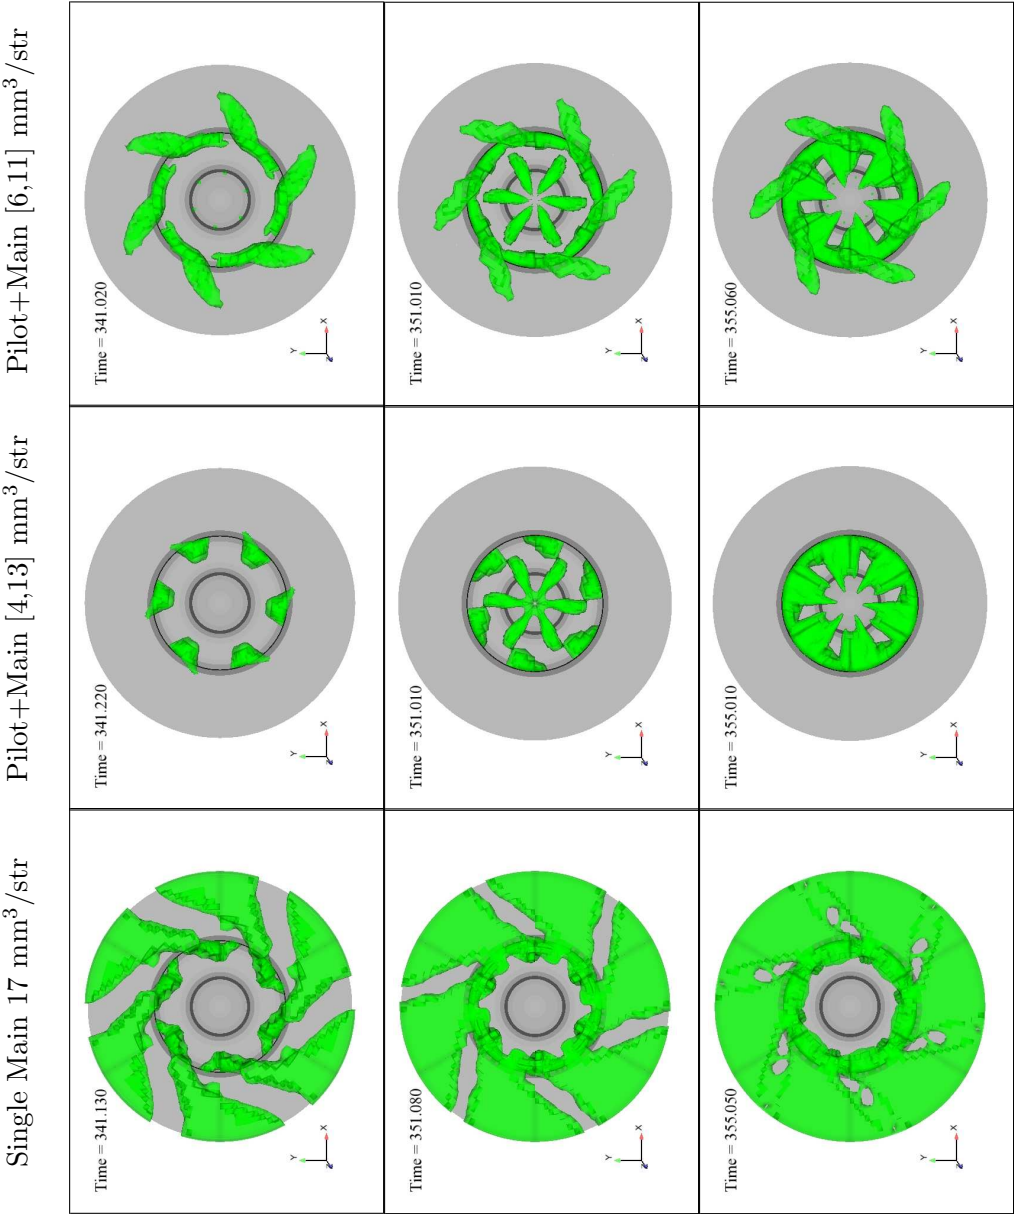 Single Main 17 mm³/str
Pilot+Main [4,13] mm³/str
Pilot+Main [6,11] mm³/str
Time = 341.130
Y
X
Z
Time = 341.220
Y
X
Z
Time = 341.020
Y
X
Z
Time = 351.080
Y
X
Z
Time = 351.010
Y
X
Z
Time = 351.010
Y
X
Z
Time = 355.050
Y
X
Z
Time = 355.010
Y
X
Z
Time = 355.060
Y
X
Z